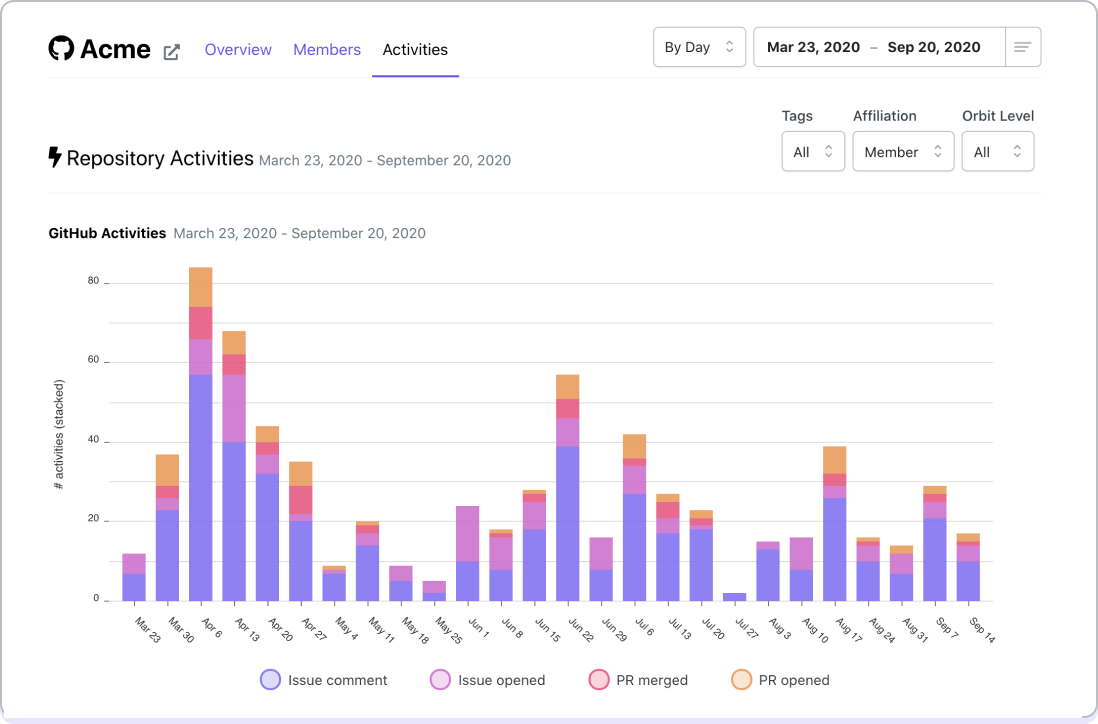 Acme Overview Members Activities By Day Mar 23, 2020 – Sep 20, 2020
Tags Affiliation Orbit Level
All Member All
Repository Activities March 23, 2020 - September 20, 2020
GitHub Activities March 23, 2020 - September 20, 2020
# activities (stacked)
80
60
40
20
0
Mar 23 Mar 30 Apr 6 Apr 13 Apr 20 Apr 27 May 4 May 11 May 18 May 25 Jun 1 Jun 8 Jun 15 Jun 22 Jun 29 Jul 6 Jul 13 Jul 20 Jul 27 Aug 3 Aug 10 Aug 17 Aug 24 Aug 31 Sep 7 Sep 14
Issue comment Issue opened PR merged PR opened